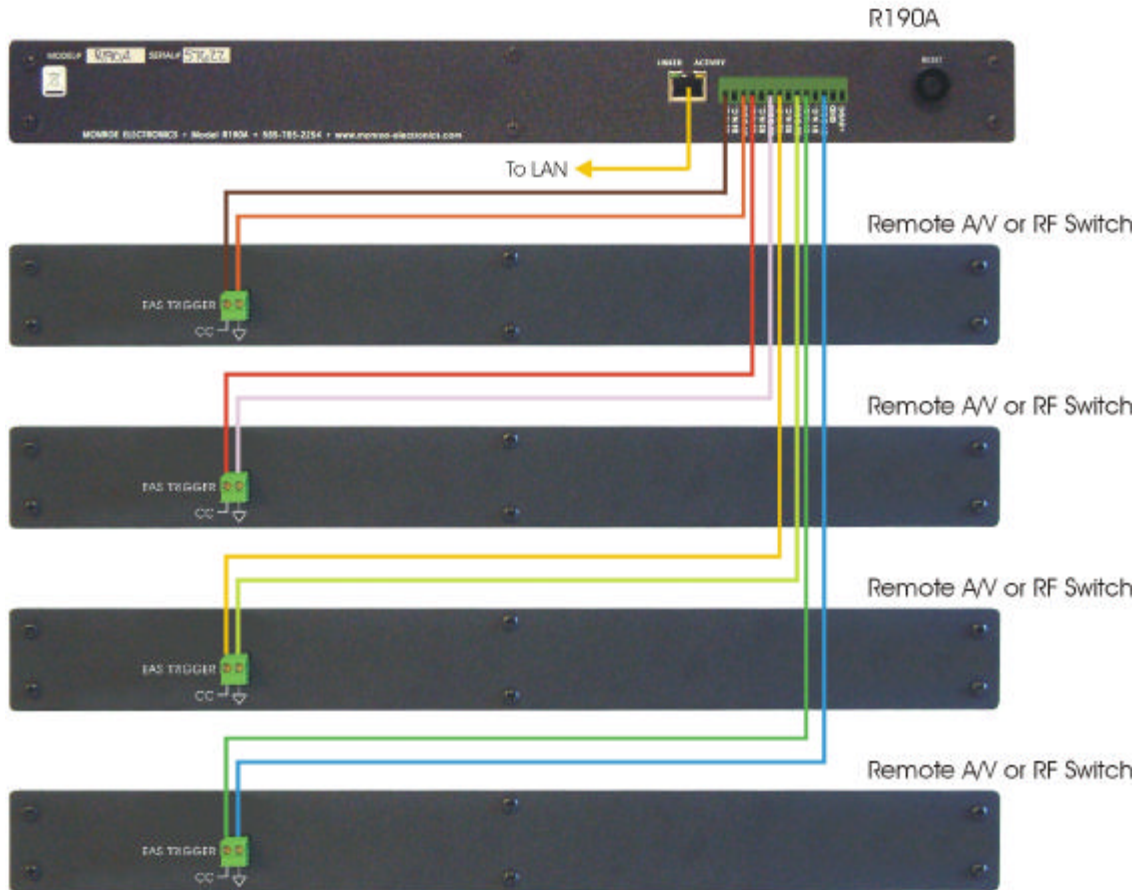 R190A
MODEL# R190A SERIAL# 57622
LINKED ACTIVITY
RESET
MONROE ELECTRONICS • Model R190A • 585-765-2254 • www.monroe-electronics.com
To LAN
Remote A/V or RF Switch
EAS TRIGGER
CC
Remote A/V or RF Switch
EAS TRIGGER
CC
Remote A/V or RF Switch
EAS TRIGGER
CC
Remote A/V or RF Switch
EAS TRIGGER
CC